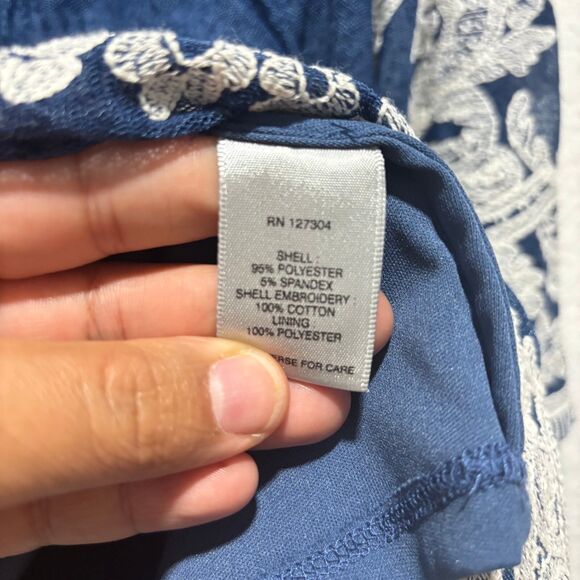 RN 127304
SHELL :
95% POLYESTER
5% SPANDEX
SHELL EMBROIDERY :
100% COTTON
LINING
100% POLYESTER
FOR CARE